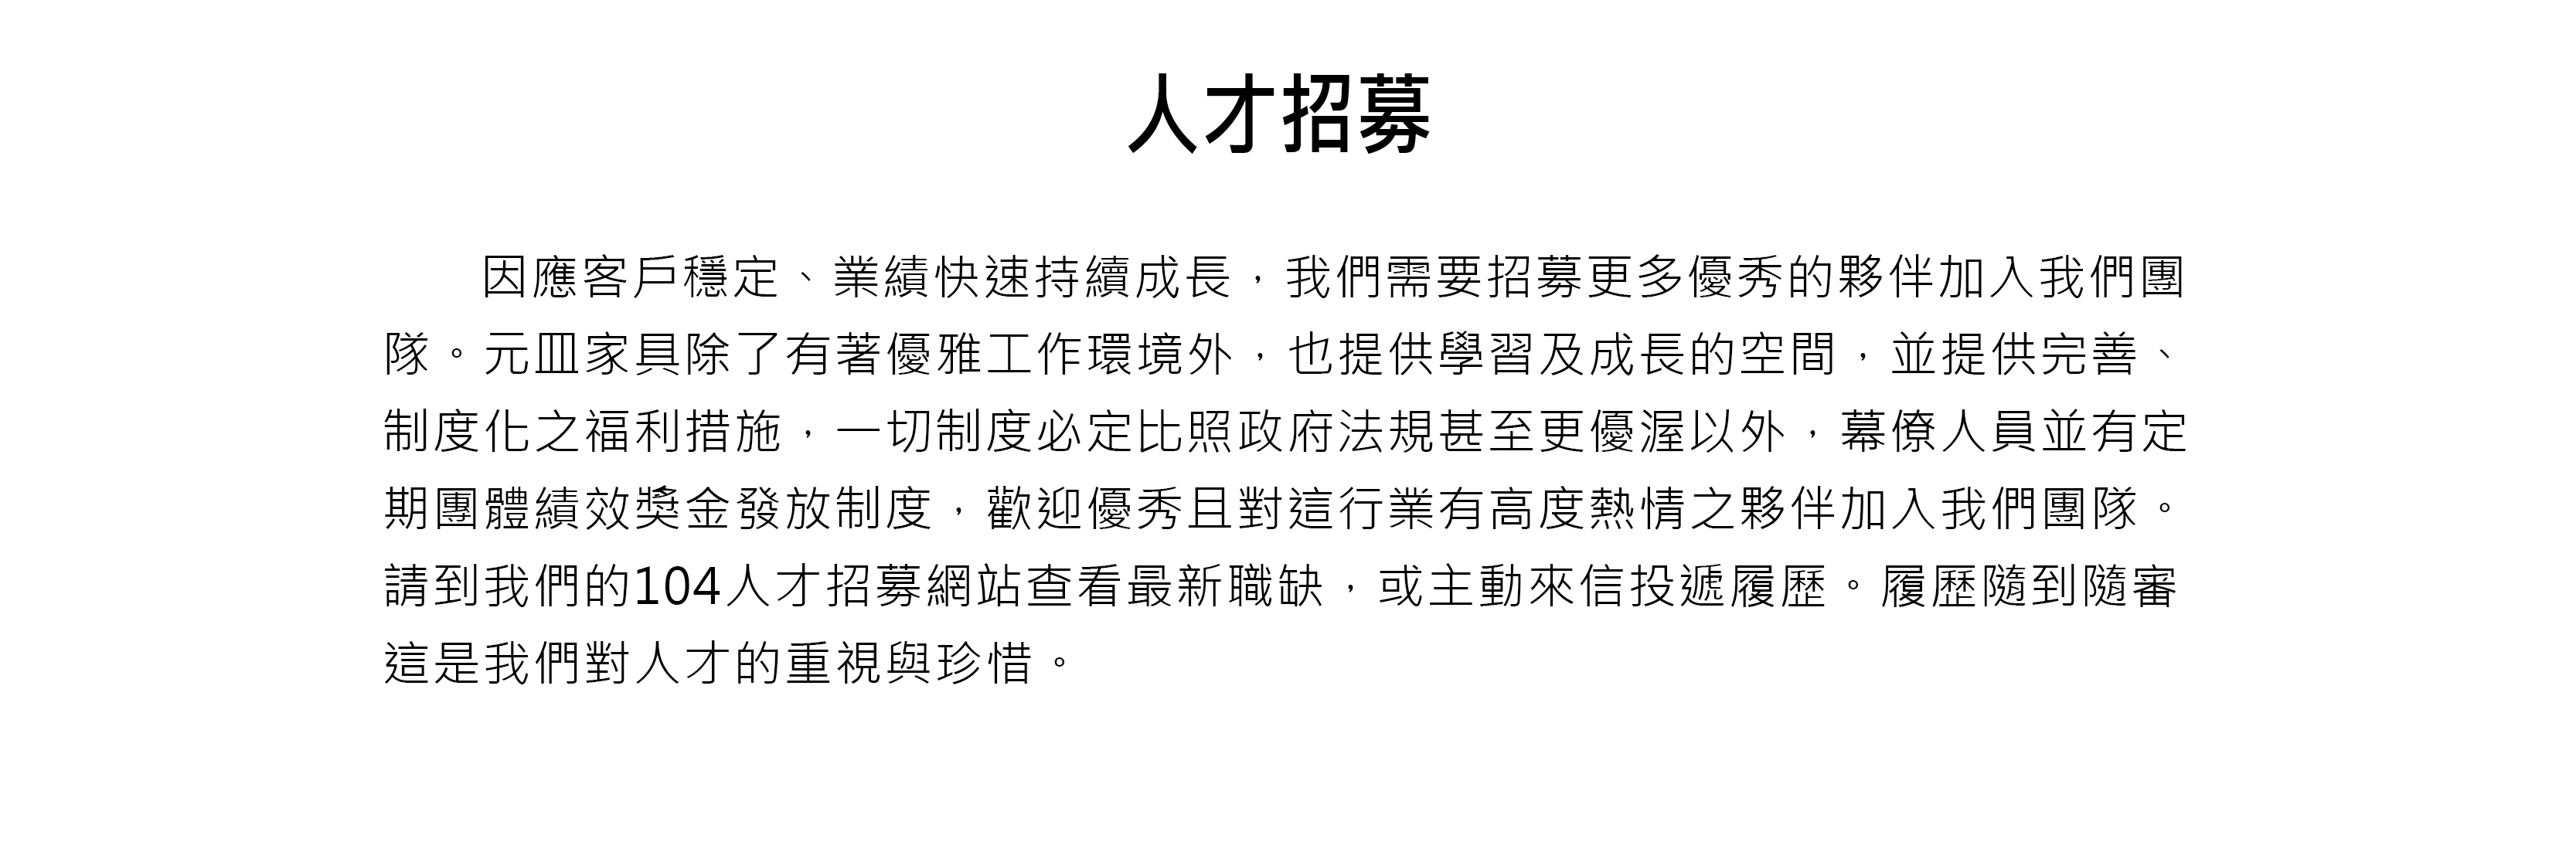 人才招募
因應客戶穩定、業績快速持續成長，我們需要招募更多優秀的夥伴加入我們團
隊。元皿家具除了有著優雅工作環境外，也提供學習及成長的空間，並提供完善、
制度化之福利措施，一切制度必定比照政府法規甚至更優渥以外，幕僚人員並有定
期團體績效獎金發放制度，歡迎優秀且對這行業有高度熱情之夥伴加入我們團隊。
請到我們的104人才招募網站查看最新職缺，或主動來信投遞履歷。履歷隨到隨審
這是我們對人才的重視與珍惜。